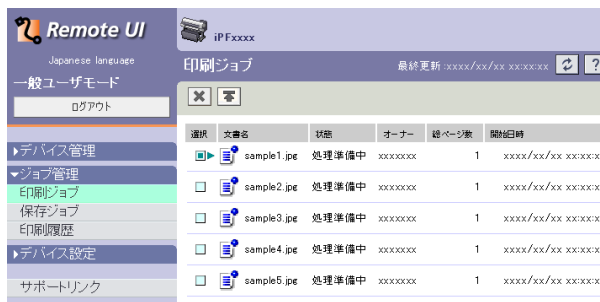 Remote UI
iPFxxxx
Japanese language
印刷ジョブ
最終更新:xxxx/xx/xx xx:xx:xx
?
一般ユーザモード
ログアウト
選択 文書名 状態 オーナー 総ページ数 開始日時
▶デバイス管理
sample1.jpg 処理準備中 xxxxxxx 1 xxxx/xx/xx xx:xx:x
▼ジョブ管理
印刷ジョブ
sample2.jpg 処理準備中 xxxxxxx 1 xxxx/xx/xx xx:xx:x
保存ジョブ
sample3.jpg 処理準備中 xxxxxxx 1 xxxx/xx/xx xx:xx:x
印刷履歴
▶デバイス設定
sample4.jpg 処理準備中 xxxxxxx 1 xxxx/xx/xx xx:xx:x
サポートリンク
sample5.jpg 処理準備中 xxxxxxx 1 xxxx/xx/xx xx:xx:x